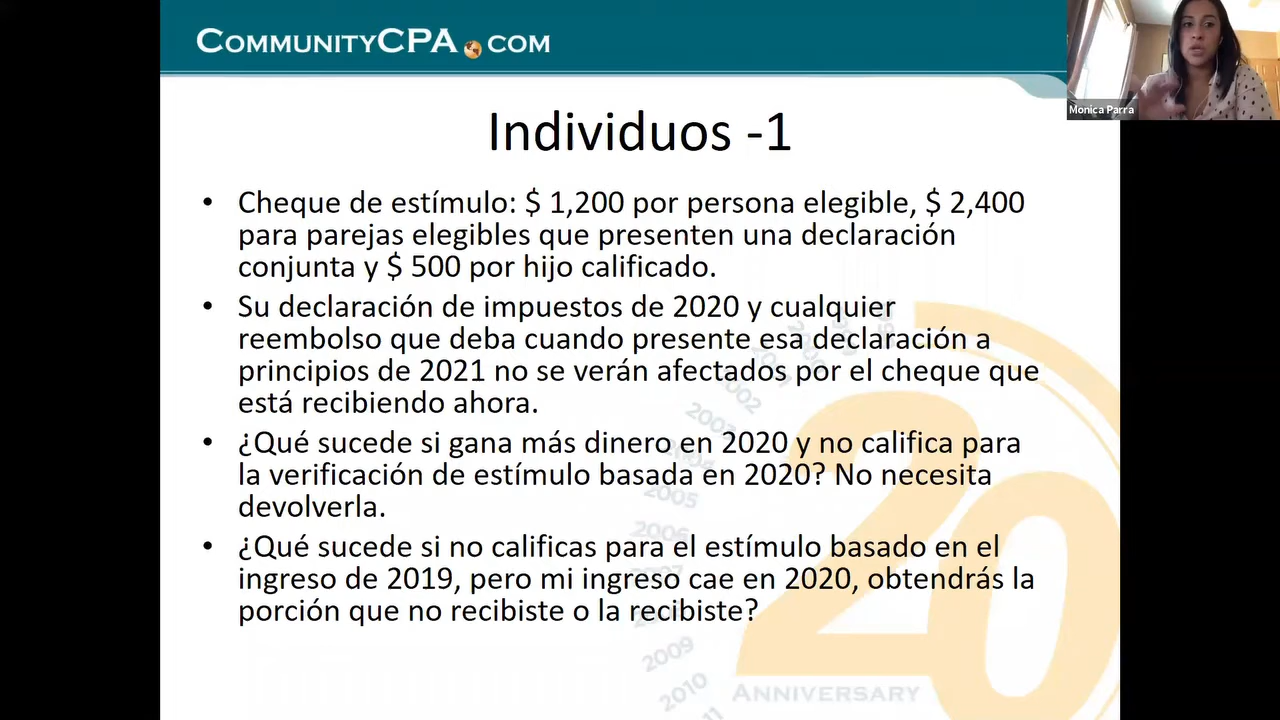 COMMUNITYCPA.COM
Monica Parra
Individuos -1
• Cheque de estímulo: $ 1,200 por persona elegible, $ 2,400
para parejas elegibles que presenten una declaración
conjunta y $ 500 por hijo calificado.
• Su declaración de impuestos de 2020 y cualquier
reembolso que deba cuando presente esa declaración a
principios de 2021 no se verán afectados por el cheque que
está recibiendo ahora.
• ¿Qué sucede si gana más dinero en 2020 y no califica para
la verificación de estímulo basada en 2020? No necesita
devolverla.
• ¿Qué sucede si no calificas para el estímulo basado en el
ingreso de 2019, pero mi ingreso cae en 2020, obtendrás la
porción que no recibiste o la recibiste?
2002
2003
2004
2005
2006
2009
2010
20
ANNIVERSARY